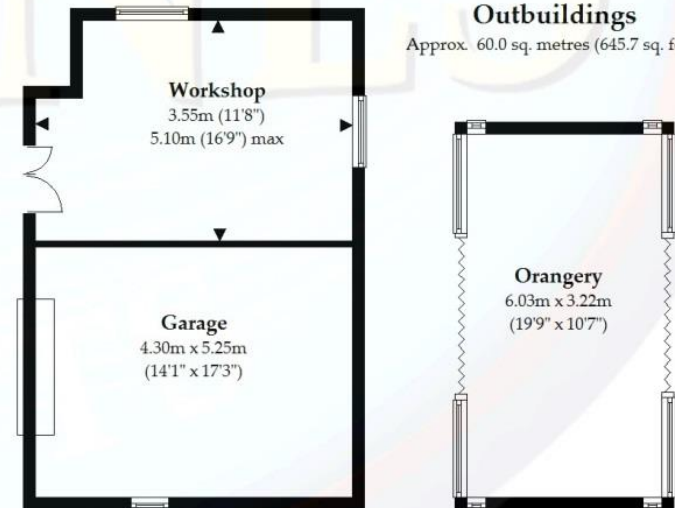 Outbuildings
Approx. 60.0 sq. metres (645.7 sq. f
Workshop
3.55m (11'8")
5.10m (16'9") max
Orangery
6.03m x 3.22m
(19'9" x 10'7")
Garage
4.30m x 5.25m
(14'1" x 17'3")